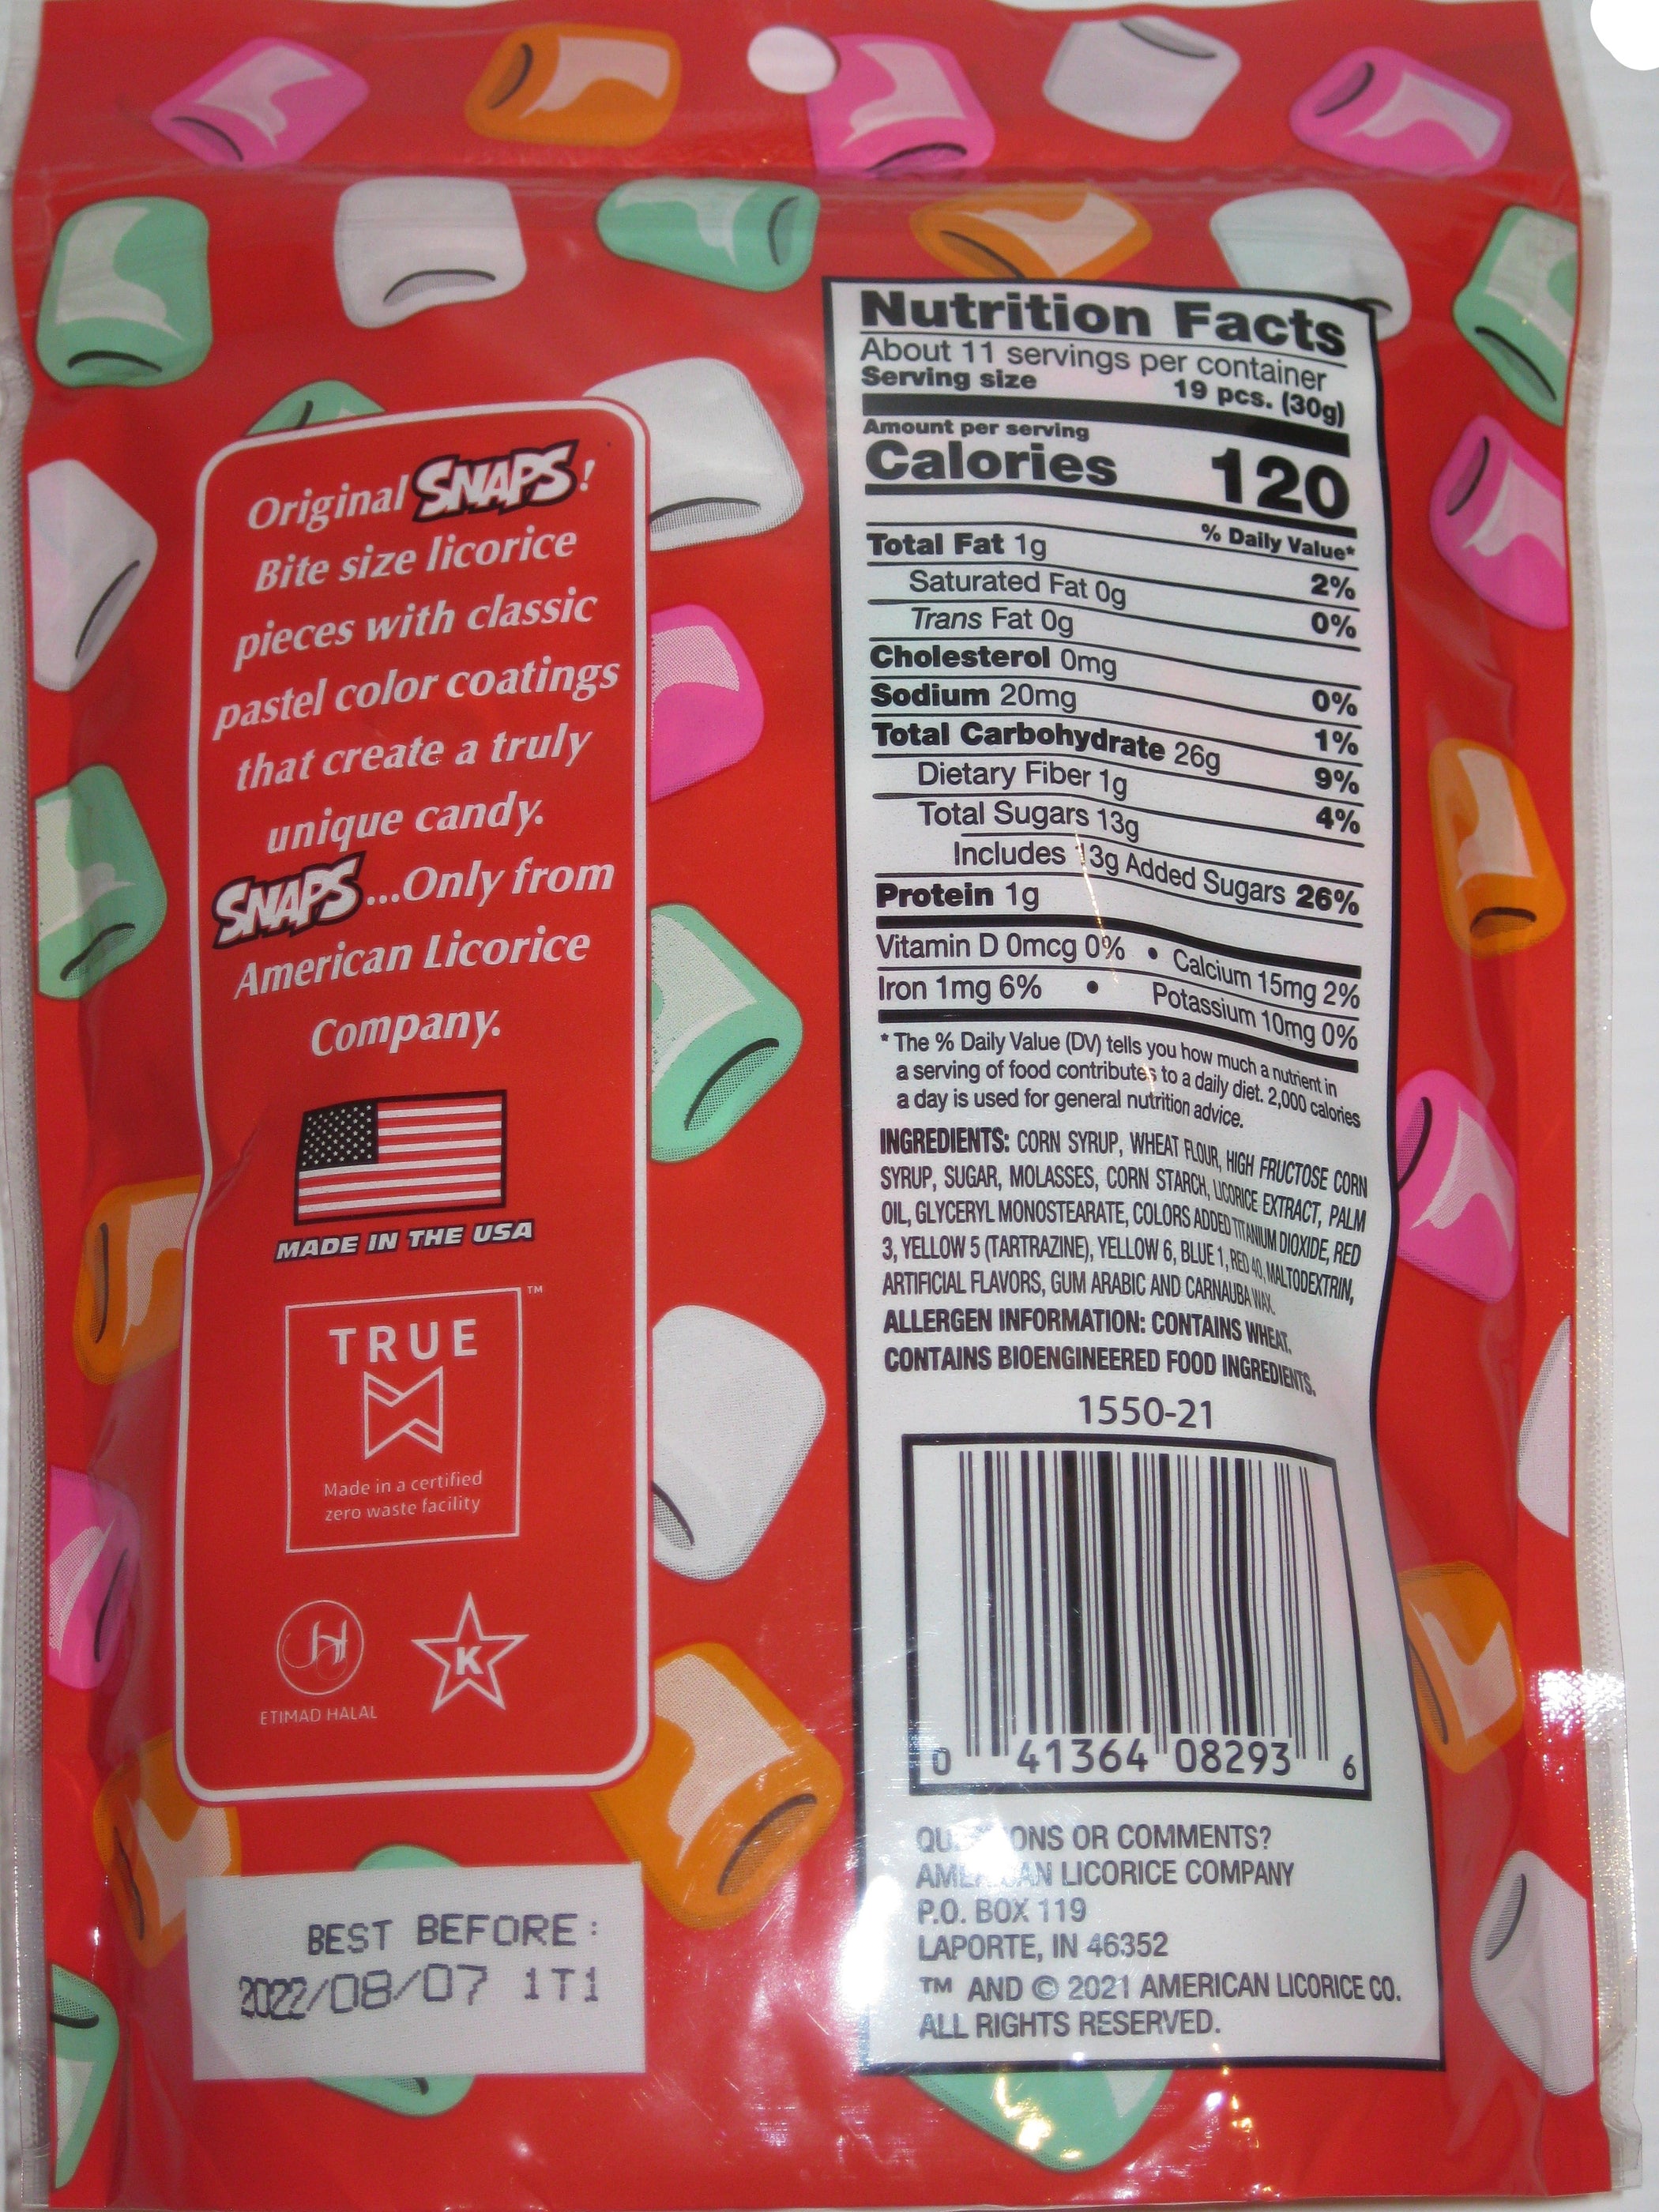 Original SNAPS!
Bite size licorice
pieces with classic
pastel color coatings
that create a truly
unique candy.
SNAPS...Only from
American Licorice
Company.
MADE IN THE USA
TRUE ™
Made in a certified
zero waste facility
K
ETIMAD HALAL
BEST BEFORE:
2022/08/07 1T1
Nutrition Facts
About 11 servings per container
Serving size 19 pcs. (30g)
Amount per serving
Calories 120
% Daily Value*
Total Fat 1g 2%
Saturated Fat 0g 0%
Trans Fat 0g
Cholesterol 0mg 0%
Sodium 20mg 1%
Total Carbohydrate 26g 9%
Dietary Fiber 1g 4%
Total Sugars 13g
Includes 13g Added Sugars 26%
Protein 1g
Vitamin D 0mcg 0% • Calcium 15mg 2%
Iron 1mg 6% • Potassium 10mg 0%
* The % Daily Value (DV) tells you how much a nutrient in
a serving of food contributes to a daily diet. 2,000 calories
a day is used for general nutrition advice.
INGREDIENTS: CORN SYRUP, WHEAT FLOUR, HIGH FRUCTOSE CORN
SYRUP, SUGAR, MOLASSES, CORN STARCH, LICORICE EXTRACT, PALM
OIL, GLYCERYL MONOSTEARATE, COLORS ADDED TITANIUM DIOXIDE, RED
3, YELLOW 5 (TARTRAZINE), YELLOW 6, BLUE 1, RED 40, MALTODEXTRIN,
ARTIFICIAL FLAVORS, GUM ARABIC AND CARNAUBA WAX.
ALLERGEN INFORMATION: CONTAINS WHEAT.
CONTAINS BIOENGINEERED FOOD INGREDIENTS.
1550-21
0 41364 08293 6
QUESTIONS OR COMMENTS?
AMERICAN LICORICE COMPANY
P.O. BOX 119
LAPORTE, IN 46352
™ AND © 2021 AMERICAN LICORICE CO.
ALL RIGHTS RESERVED.